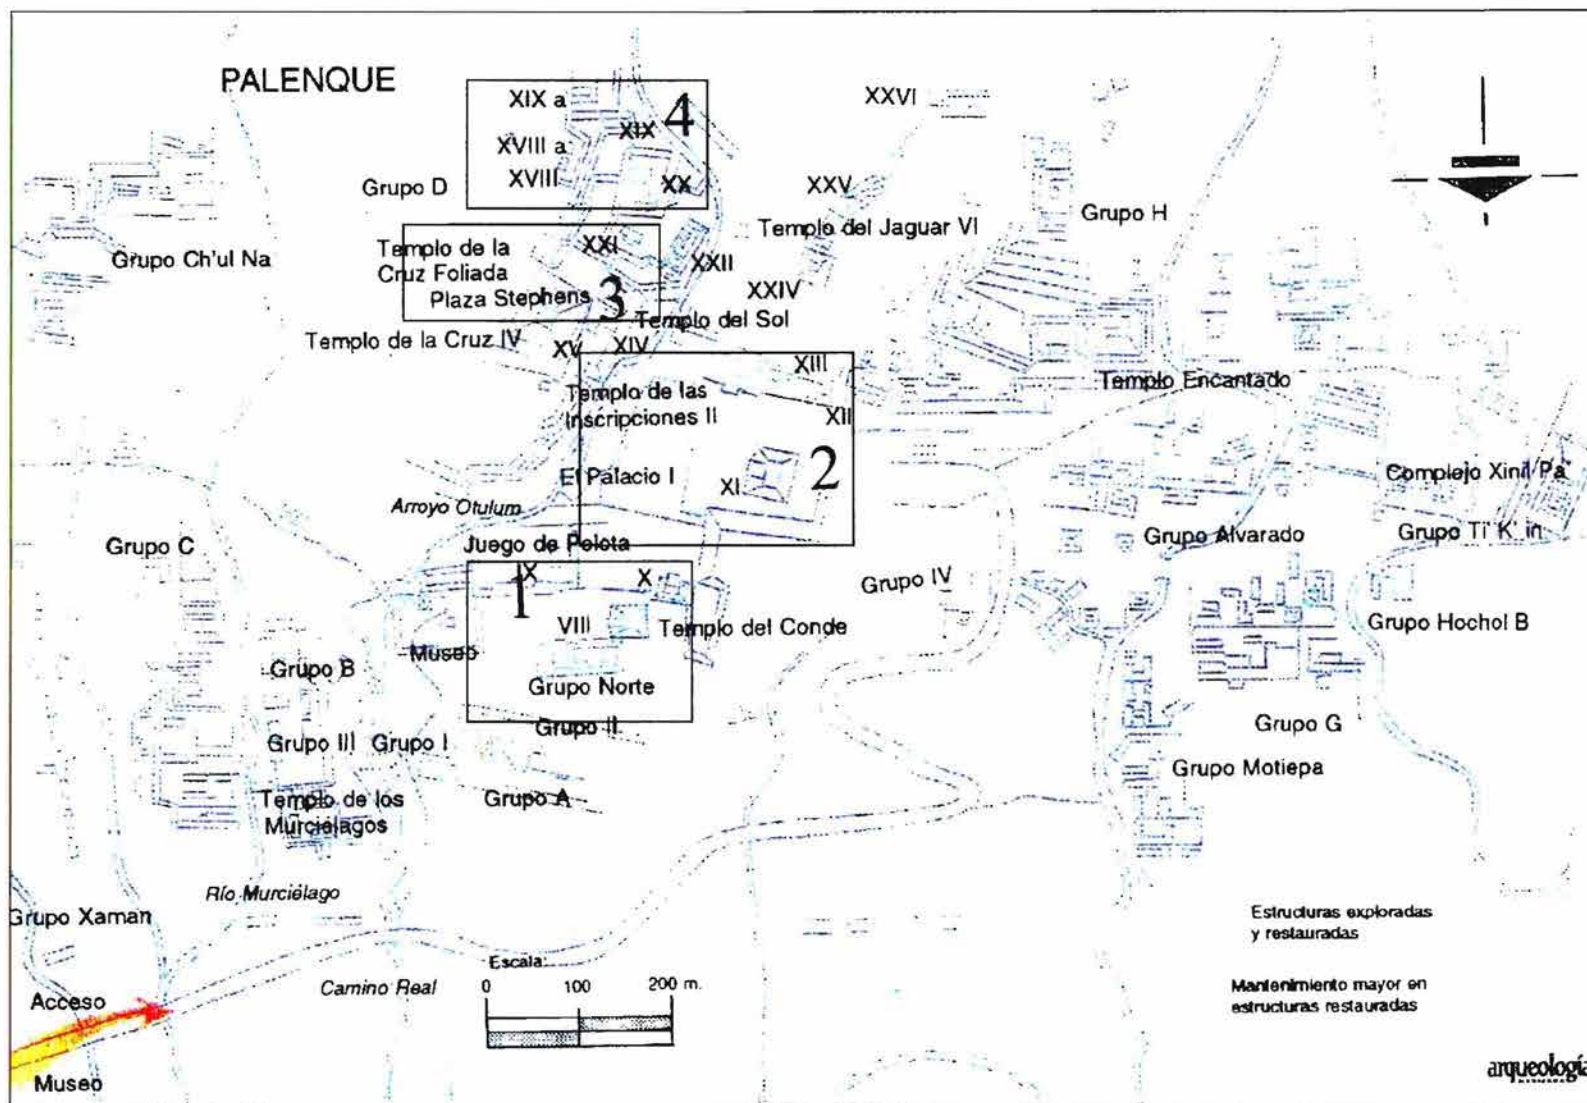 PALENQUE
XIX a
4
XIX
XXVI
XVIII a
XVIII
XX
XXV
Grupo D
Grupo H
Templo del Jaguar VI
Grupo Ch'ul Na
Templo de la
Cruz Foliada
XXI
XXII
Plaza Stephens
3
XXIV
Templo del Sol
Templo de la Cruz IV
XV
XIV
XIII
Templo Encantado
Templo de las
Inscripciones II
XII
2
El Palacio I
XI
Arroyo Otulum
Grupo C
Juego de Pelota
Grupo Alvarado
Grupo Ti' K' in
1
IX
X
Grupo IV
VIII
Templo del Conde
Grupo Hochol B
Museo
Grupo B
Grupo Norte
Grupo II
Grupo G
Grupo III
Grupo I
Grupo Motiepa
Templo de los
Murciélagos
Grupo A
Río Murciélago
Grupo Xaman
Estructuras exploradas
y restauradas
Escala:
0 100 200 m.
Camino Real
Mantenimiento mayor en
estructuras restauradas
Acceso
Museo
arqueología